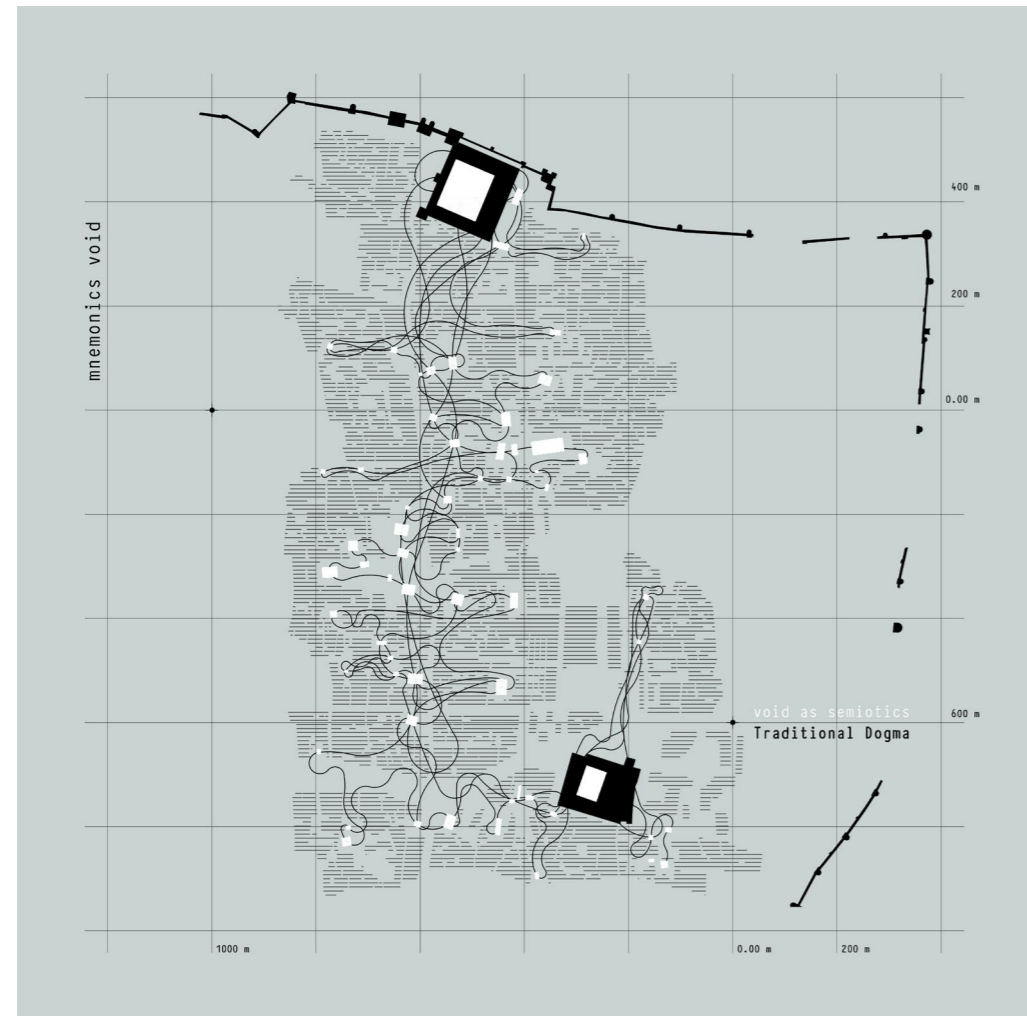 mnemonics void
400 m
200 m
0.00 m
void as semiotics
600 m
Traditional Dogma
1000 m
0.00 m
200 m